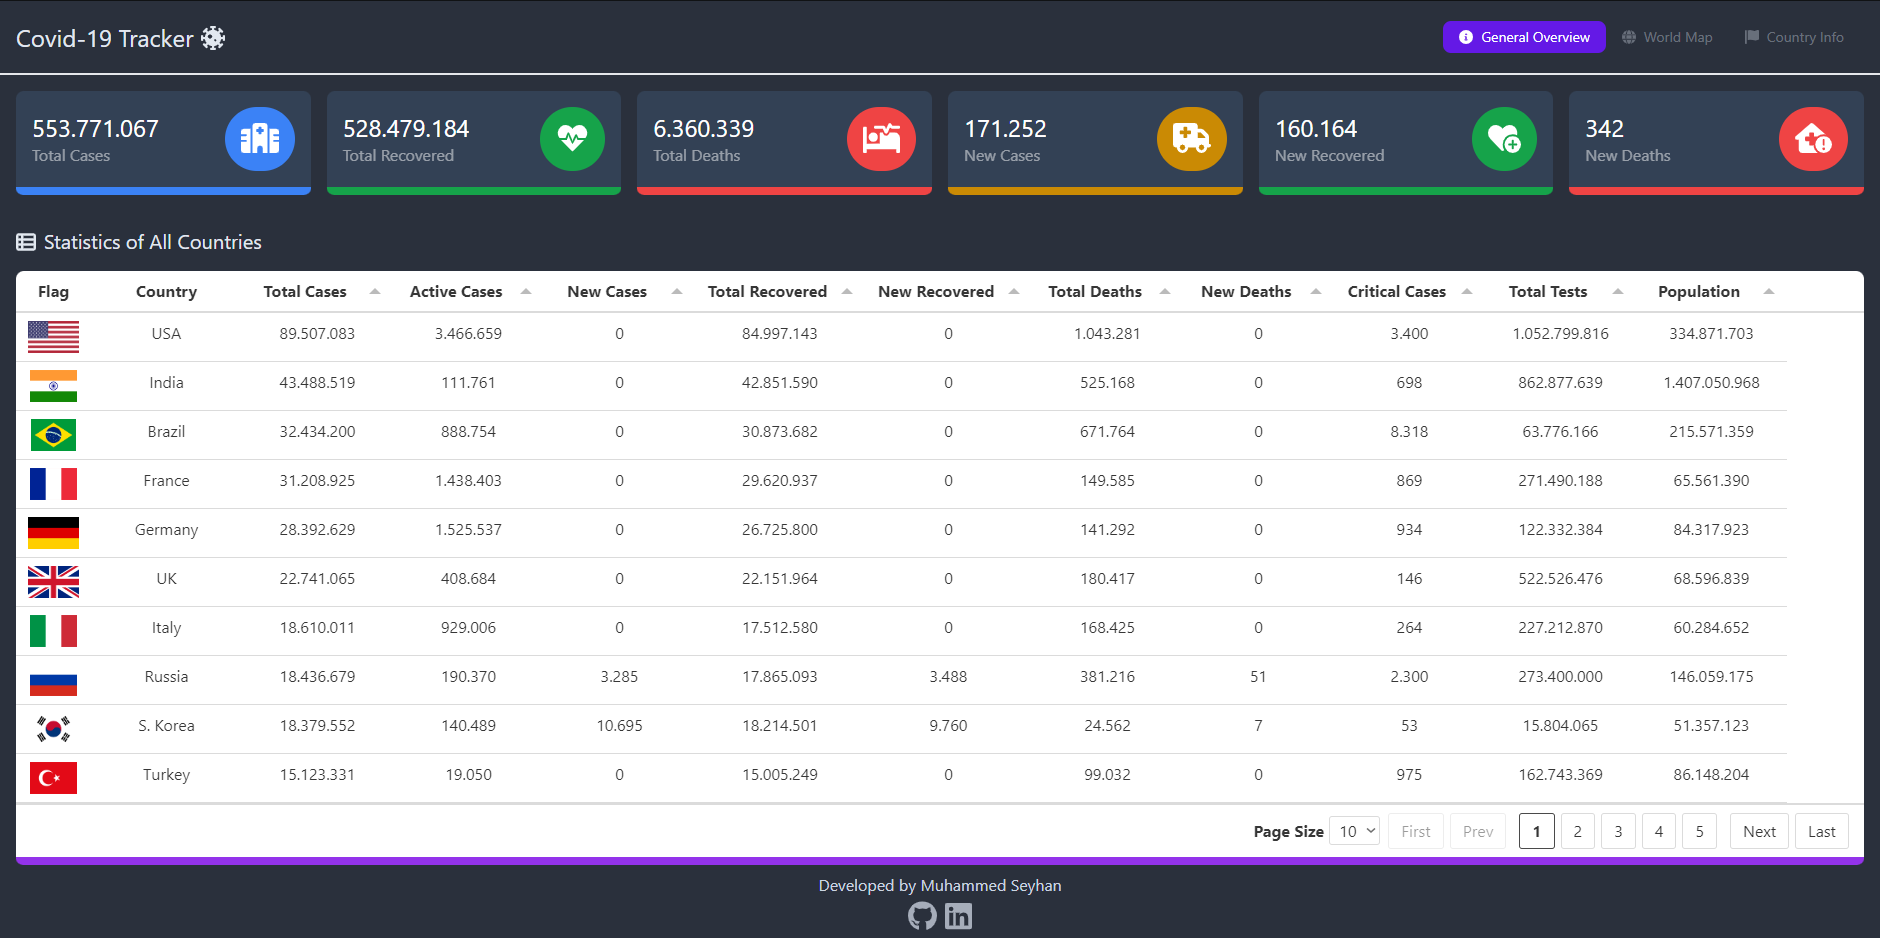 Covid-19 Tracker
General Overview World Map Country Info
553.771.067 528.479.184 6.360.339 171.252 160.164 342
Total Cases Total Recovered Total Deaths New Cases New Recovered New Deaths
Statistics of All Countries
Flag Country Total Cases Active Cases New Cases Total Recovered New Recovered Total Deaths New Deaths Critical Cases Total Tests Population
USA 89.507.083 3.466.659 0 84.997.143 0 1.043.281 0 3.400 1.052.799.816 334.871.703
India 43.488.519 111.761 0 42.851.590 0 525.168 0 698 862.877.639 1.407.050.968
Brazil 32.434.200 888.754 0 30.873.682 0 671.764 0 8.318 63.776.166 215.571.359
France 31.208.925 1.438.403 0 29.620.937 0 149.585 0 869 271.490.188 65.561.390
Germany 28.392.629 1.525.537 0 26.725.800 0 141.292 0 934 122.332.384 84.317.923
UK 22.741.065 408.684 0 22.151.964 0 180.417 0 146 522.526.476 68.596.839
Italy 18.610.011 929.006 0 17.512.580 0 168.425 0 264 227.212.870 60.284.652
Russia 18.436.679 190.370 3.285 17.865.093 3.488 381.216 51 2.300 273.400.000 146.059.175
S. Korea 18.379.552 140.489 10.695 18.214.501 9.760 24.562 7 53 15.804.065 51.357.123
Turkey 15.123.331 19.050 0 15.005.249 0 99.032 0 975 162.743.369 86.148.204
Page Size 10 First Prev 1 2 3 4 5 Next Last
Developed by Muhammed Seyhan
in